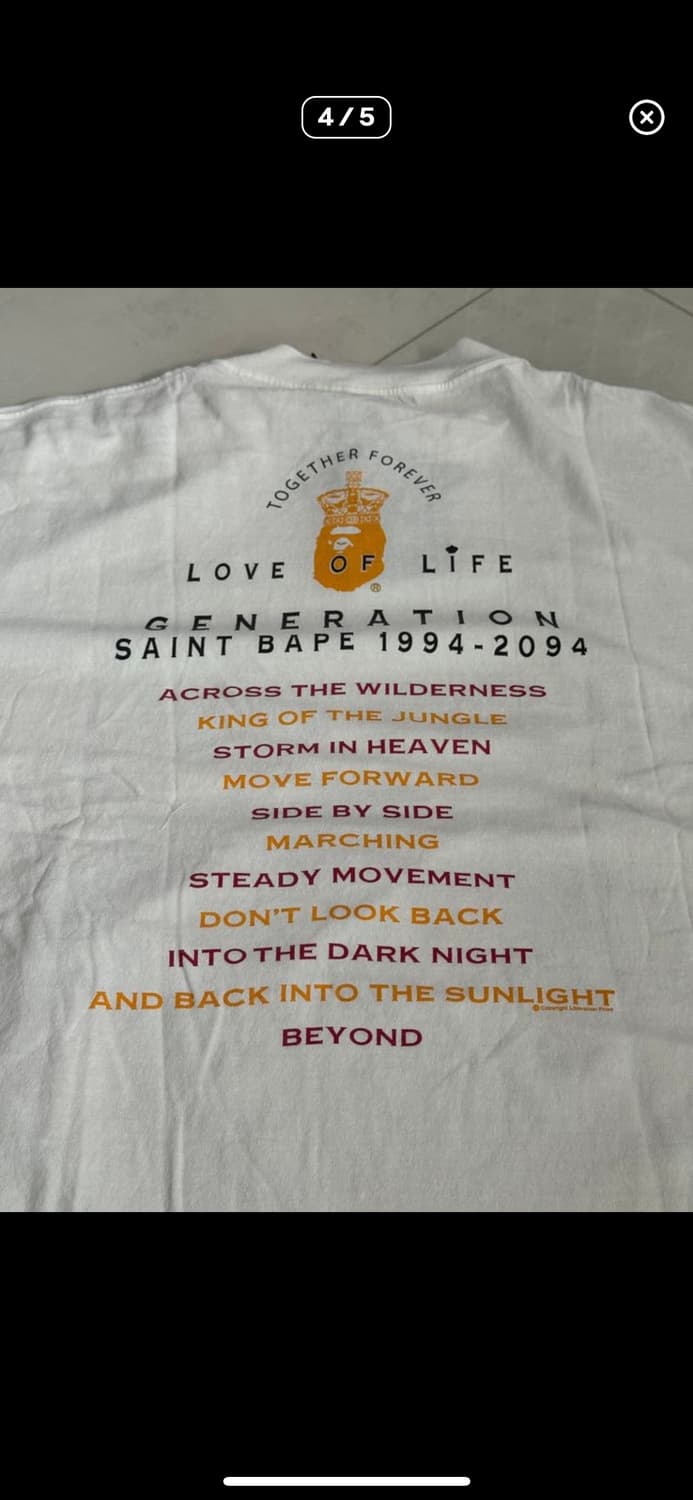 4/5
TOGETHER FOREVER
LOVE OF LIFE
®
GENERATION
SAINT BAPE 1994-2094
ACROSS THE WILDERNESS
KING OF THE JUNGLE
STORM IN HEAVEN
MOVE FORWARD
SIDE BY SIDE
MARCHING
STEADY MOVEMENT
DON'T LOOK BACK
INTO THE DARK NIGHT
AND BACK INTO THE SUNLIGHT
© Copyright
BEYOND